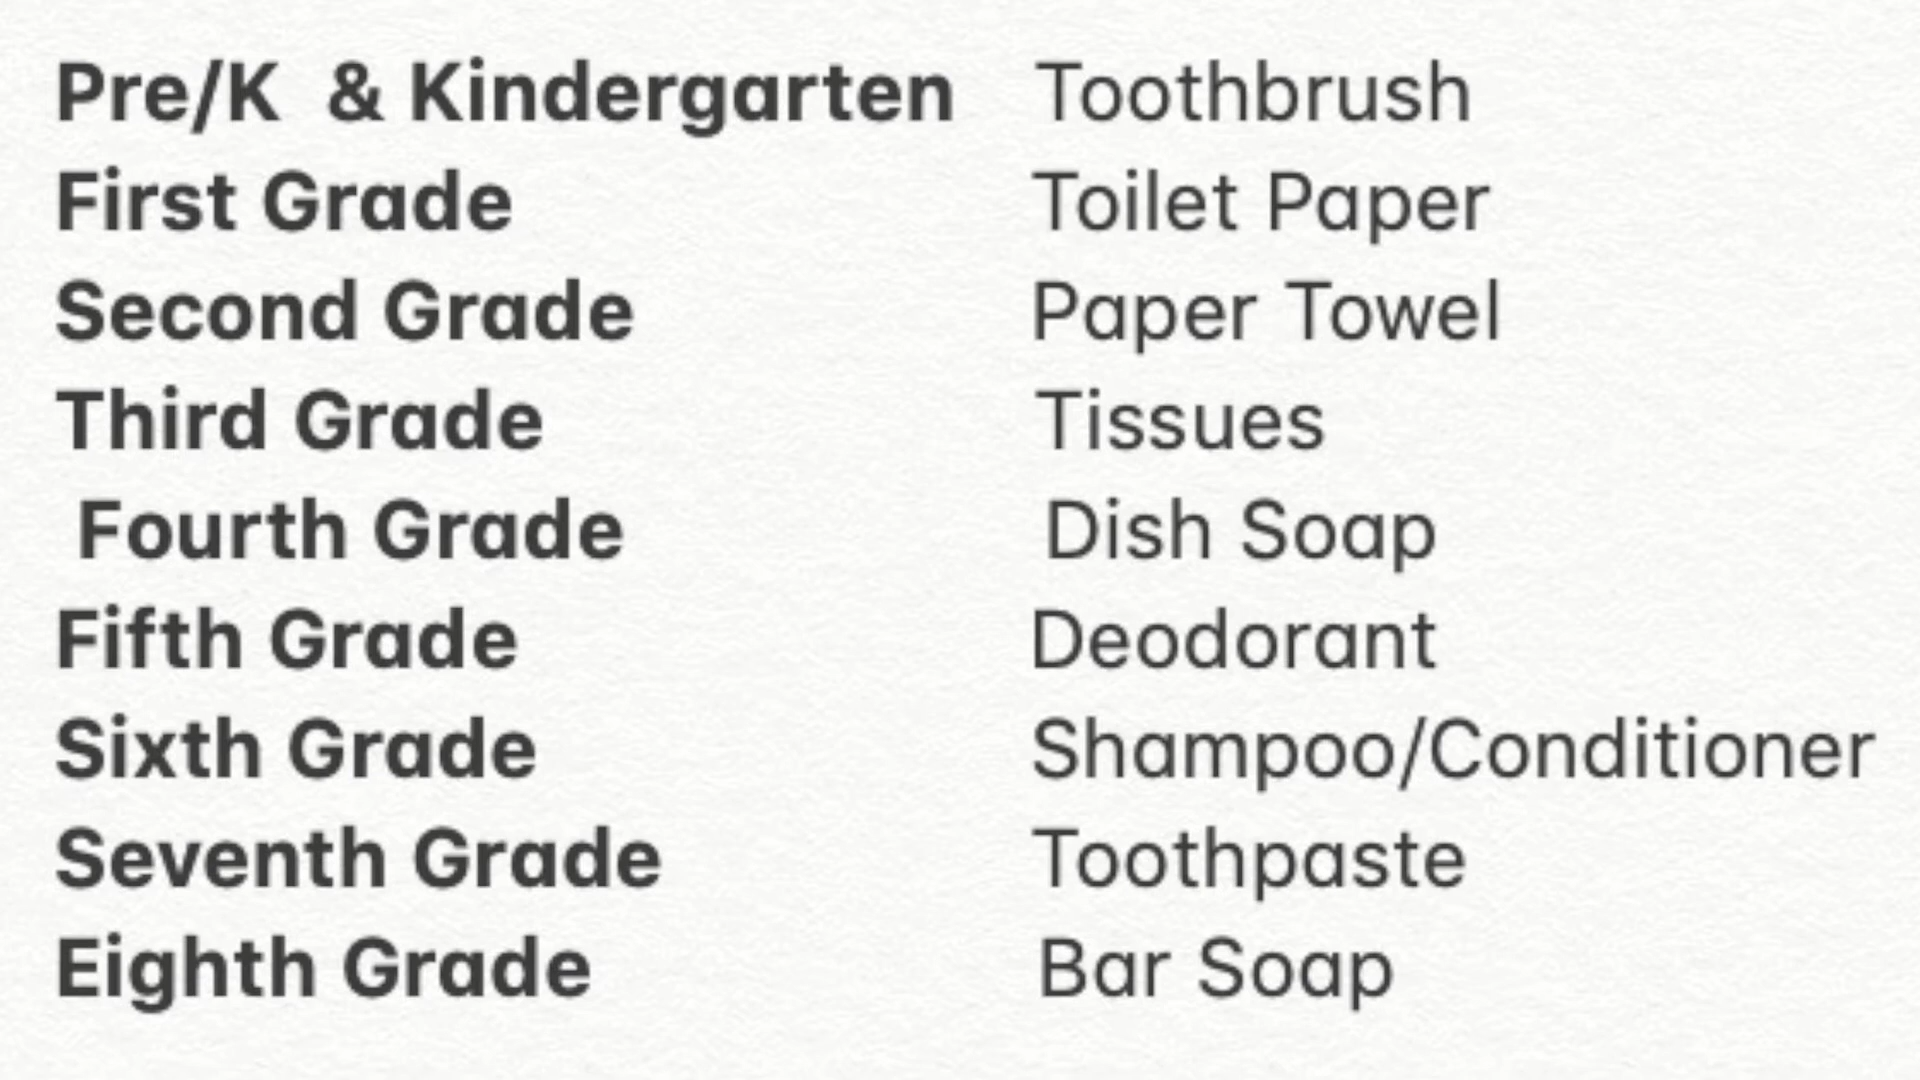 Pre/K  & Kindergarten Toothbrush
First Grade Toilet Paper
Second Grade Paper Towel
Third Grade Tissues
Fourth Grade Dish Soap
Fifth Grade Deodorant
Sixth Grade Shampoo/Conditioner
Seventh Grade Toothpaste
Eighth Grade Bar Soap